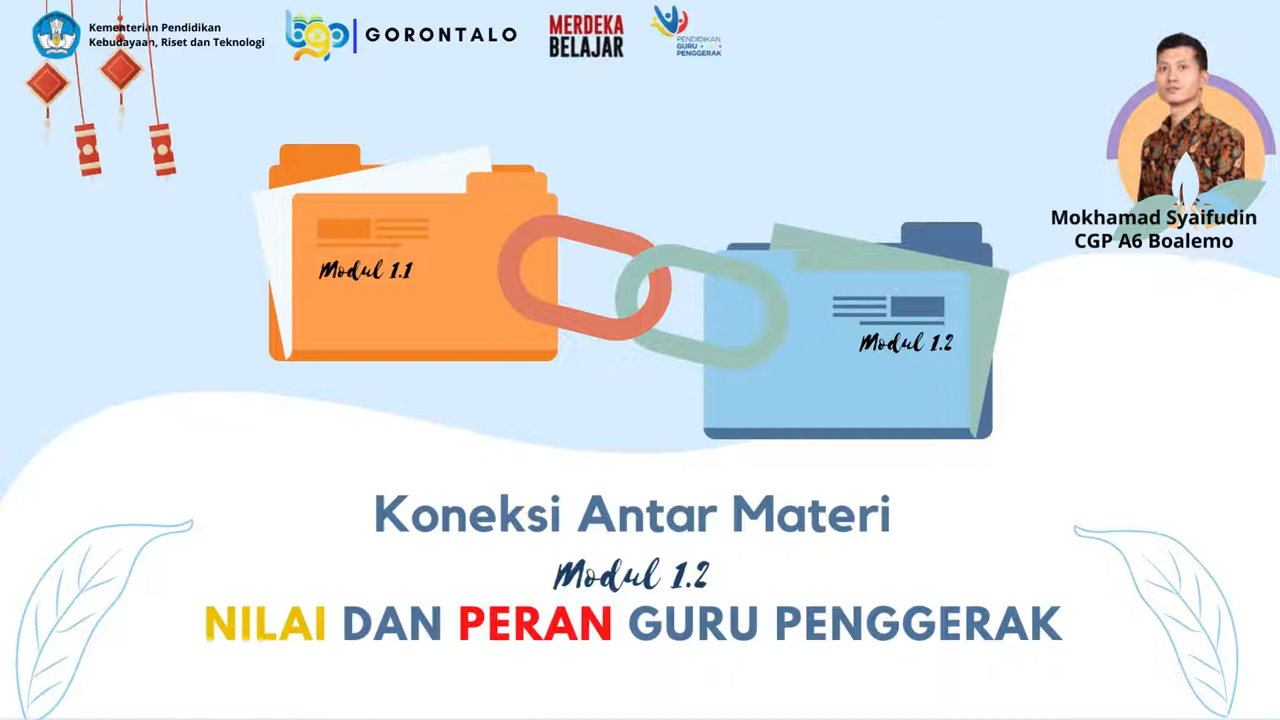 Kementerian Pendidikan
Kebudayaan, Riset dan Teknologi
bgp GORONTALO
MERDEKA
BELAJAR
PENDIDIKAN
GURU
PENGGERAK
Mokhamad Syaifudin
CGP A6 Boalemo
Modul 1.1
Modul 1.2
Koneksi Antar Materi
Modul 1.2
NILAI DAN PERAN GURU PENGGERAK